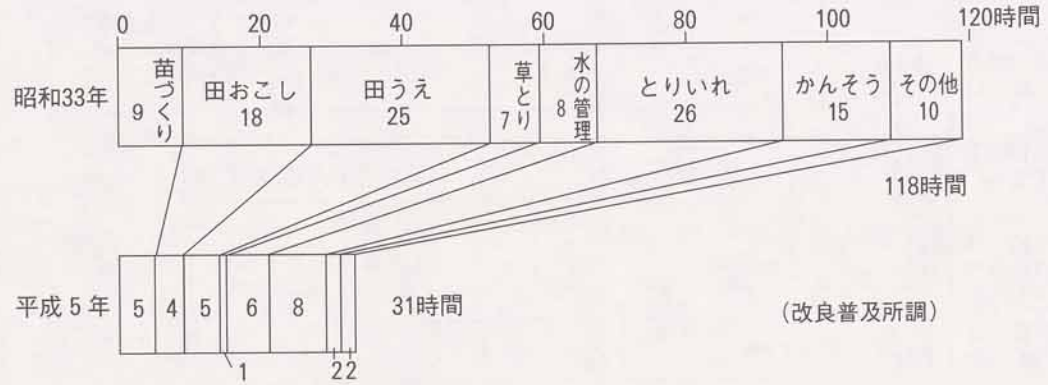 0 20 40 60 80 100 120時間
昭和33年
苗づくり 9
田おこし 18
田うえ 25
草とり 7
水の管理 8
とりいれ 26
かんそう 15
その他 10
118時間
平成5年 5 4 5 6 8 31時間
1 2 2
(改良普及所調)